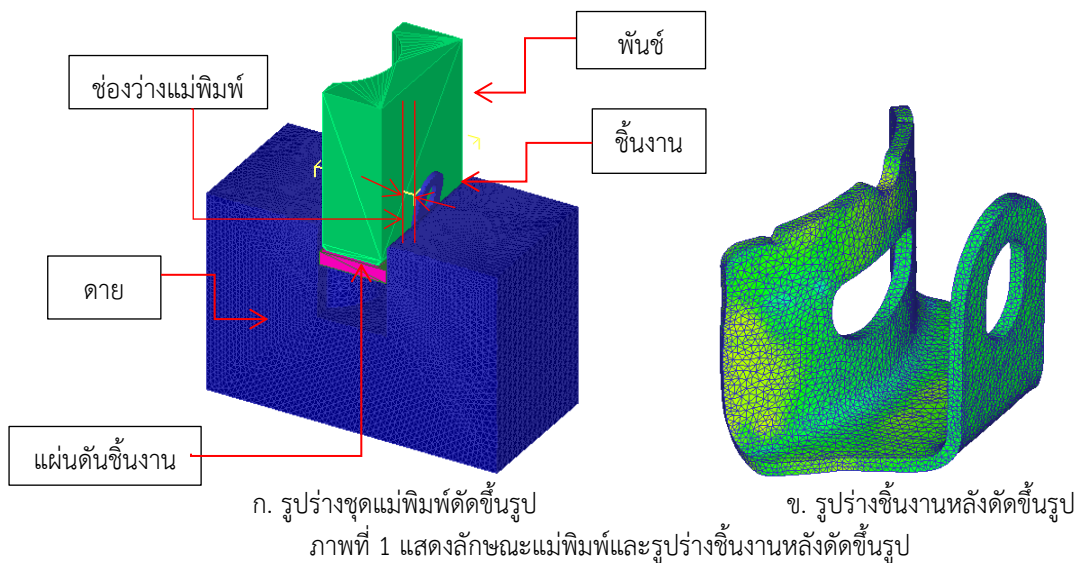 พันช์
ช่องว่างแม่พิมพ์
ชิ้นงาน
ดาย
แผ่นดันชิ้นงาน
ก. รูปร่างชุดแม่พิมพ์ดัดขึ้นรูป
ข. รูปร่างชิ้นงานหลังดัดขึ้นรูป
ภาพที่ 1 แสดงลักษณะแม่พิมพ์และรูปร่างชิ้นงานหลังดัดขึ้นรูป